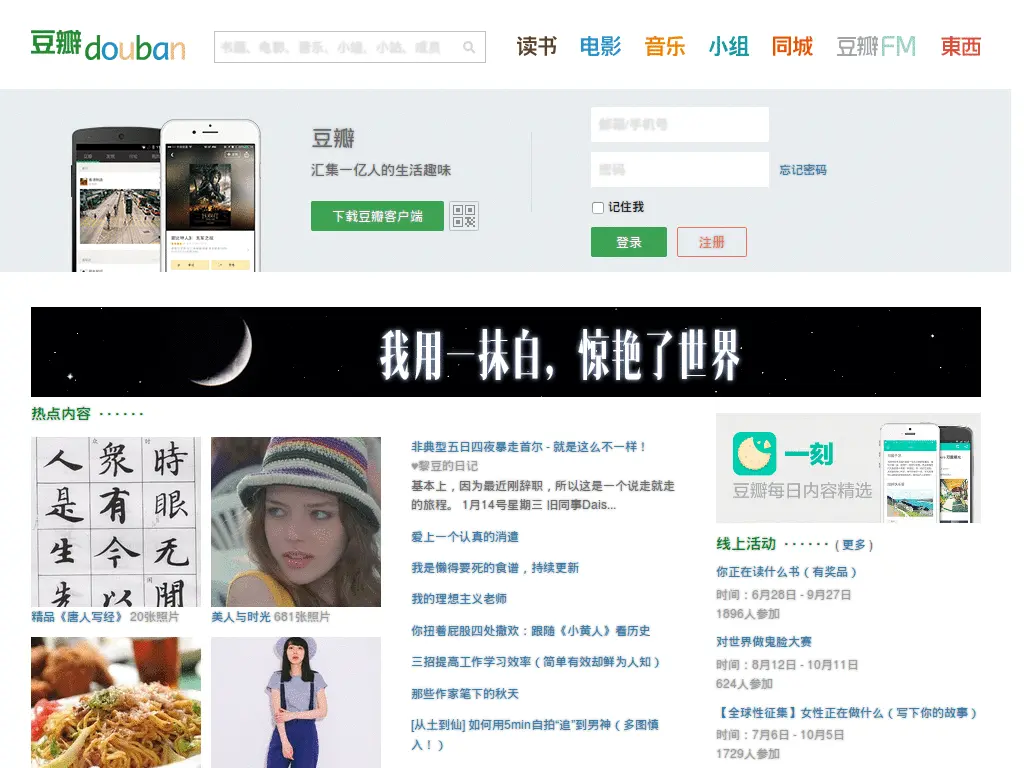 豆瓣douban
书籍、电影、音乐、小组、小站、成员
读书 电影 音乐 小组 同城 豆瓣FM 東西
豆瓣
汇集一亿人的生活趣味
下载豆瓣客户端
邮箱/手机号
密码
忘记密码
记住我
登录 注册
我用一抹白，惊艳了世界
热点内容 · · · · · ·
人 衆 時
是 有 眼
生 今 无
先 以 開
精品《唐人写经》 20张照片
美人与时光 681张照片
非典型五日四夜暴走首尔 - 就是这么不一样！
♥黎豆的日记
基本上，因为最近刚辞职，所以这是一个说走就走
的旅程。 1月14号星期三 旧同事Dais...
爱上一个认真的消遣
我是懒得要死的食谱，持续更新
我的理想主义老师
你扭着屁股四处撒欢：跟随《小黄人》看历史
三招提高工作学习效率（简单有效却鲜为人知）
那些作家笔下的秋天
[从土到仙] 如何用5min自拍“追”到男神（多图慎
入！）
一刻
豆瓣每日内容精选
线上活动 · · · · · · ( 更多 )
你正在读什么书（有奖品）
时间：6月28日 - 9月27日
1896人参加
对世界做鬼脸大赛
时间：8月12日 - 10月11日
624人参加
【全球性征集】女性正在做什么（写下你的故事）
时间：7月6日 - 10月5日
1729人参加